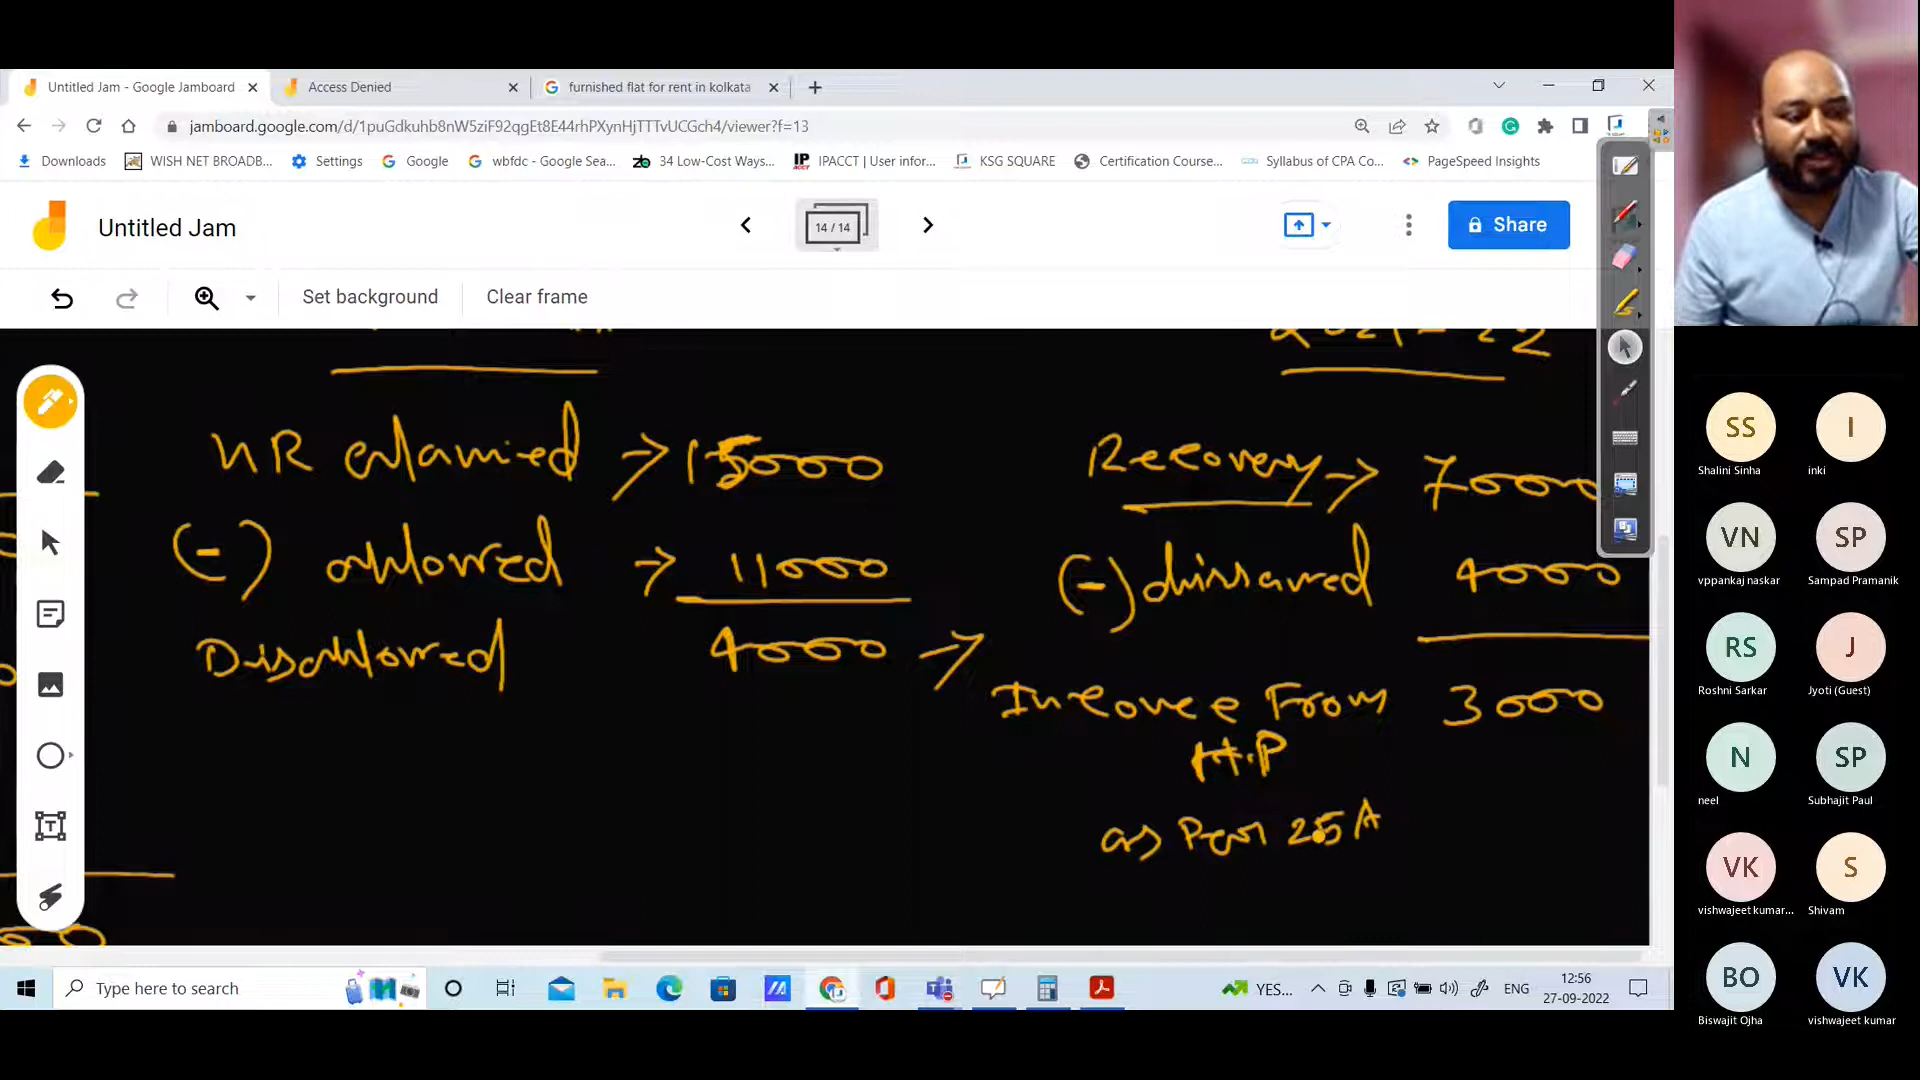 Untitled Jam - Google Jamboard
Access Denied
furnished flat for rent in kolkata
jamboard.google.com/d/1puGdkuhb8nW5ziF92qgEt8E44rhPXynHjTTTvUCGch4/viewer?f=13
Downloads WISH NET BROADB... Settings Google wbfdc - Google Sea... 34 Low-Cost Ways... IPACCT | User infor... KSG SQUARE Certification Course... Syllabus of CPA Co... PageSpeed Insights
Untitled Jam
14 / 14
Share
Set background Clear frame
2021-22
UR claimed → 15000
(-) allowed → 11000
Disallowed 4000 →
Recovery → 7000
(-) 4000
Income From 3000
H.P
as Per 25A
Type here to search
YES...
ENG
12:56
27-09-2022
SS
Shalini Sinha
I
inki
VN
vppankaj naskar
SP
Sampad Pramanik
RS
Roshni Sarkar
J
Jyoti (Guest)
N
neel
SP
Subhajit Paul
VK
vishwajeet kumar...
S
Shivam
BO
Biswajit Ojha
VK
vishwajeet kumar